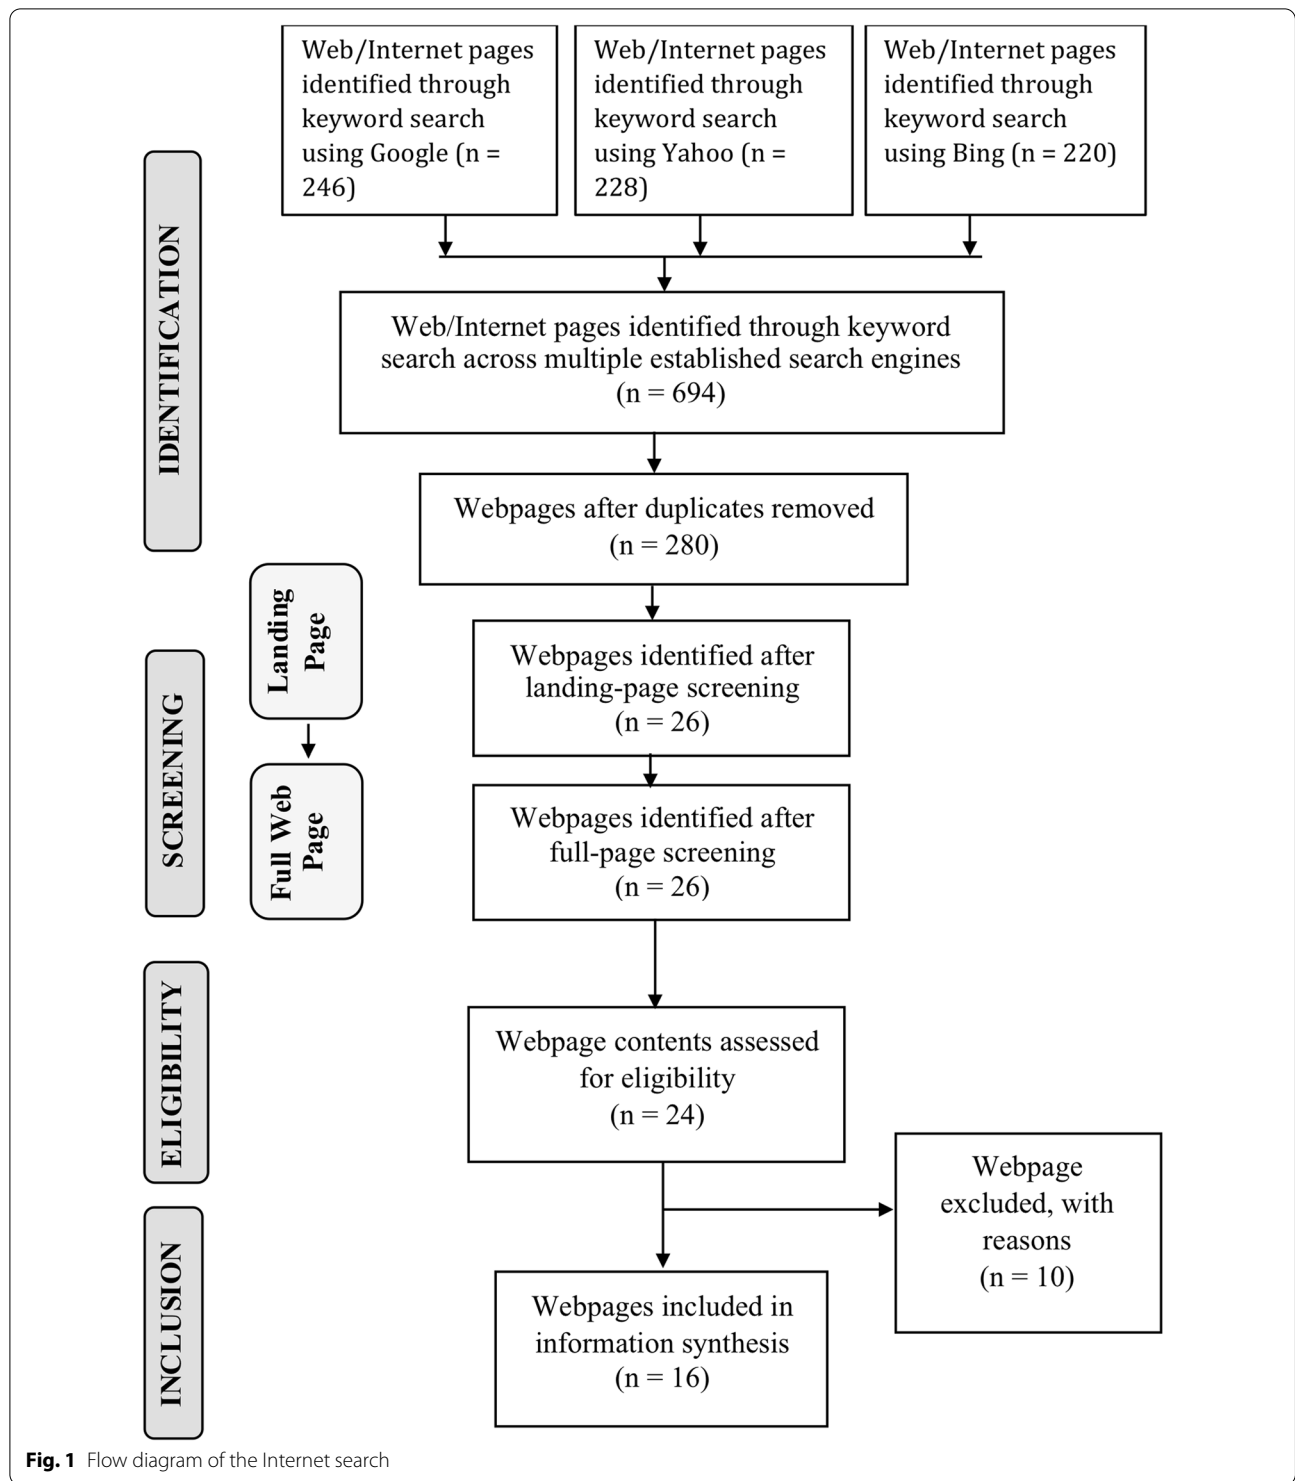 Web/Internet pages
identified through
keyword search
using Google (n =
246)
Web/Internet pages
identified through
keyword search
using Yahoo (n =
228)
Web/Internet pages
identified through
keyword search
using Bing (n = 220)
IDENTIFICATION
Web/Internet pages identified through keyword
search across multiple established search engines
(n = 694)
Webpages after duplicates removed
(n = 280)
SCREENING
Landing
Page
Webpages identified after
landing-page screening
(n = 26)
Full Web
Page
Webpages identified after
full-page screening
(n = 26)
ELIGIBILITY
Webpage contents assessed
for eligibility
(n = 24)
Webpage
excluded, with
reasons
(n = 10)
INCLUSION
Webpages included in
information synthesis
(n = 16)
Fig. 1 Flow diagram of the Internet search